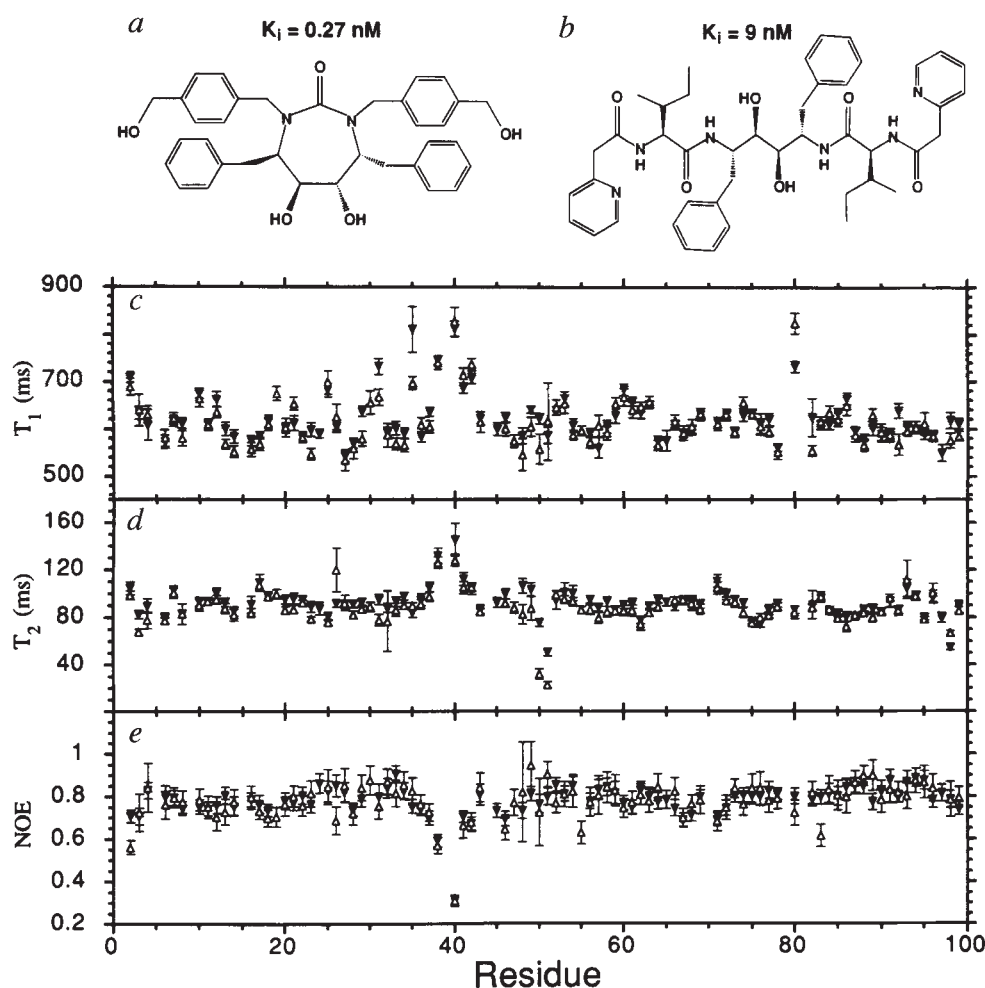 a
K_i = 0.27 nM
b
K_i = 9 nM
O
N
N
HO
OH
HO
OH
O
N
H
O
H
N
HO
OH
N
H
O
H
N
O
N
N
900
700
500
T_1 (ms)
c
160
120
80
40
T_2 (ms)
d
1
0.8
0.6
0.4
0.2
NOE
e
0
20
40
60
80
100
Residue